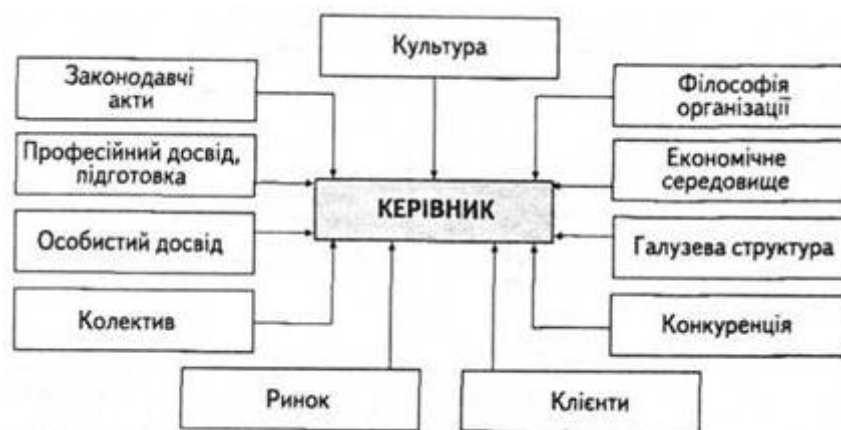 Культура
Законодавчі
акти
Філософія
організації
Професійний досвід,
підготовка
Економічне
середовище
КЕРІВНИК
Особистий досвід
Галузева структура
Колектив
Конкуренція
Ринок
Клієнти